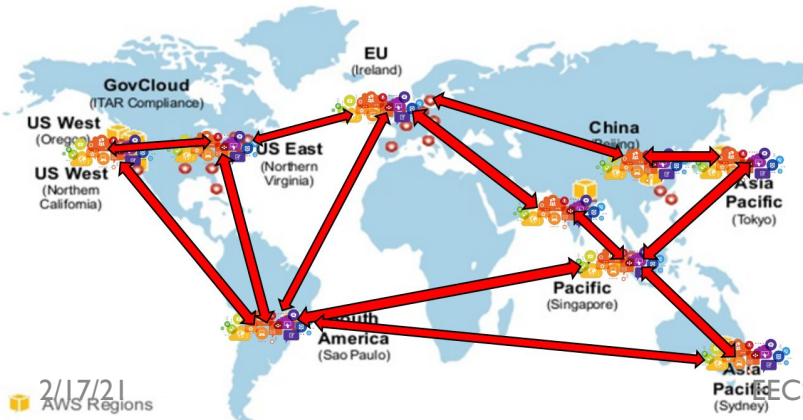 EU
(Ireland)
GovCloud
(ITAR Compliance)
US West
(Oregon)
US West
(Northern
California)
US East
(Northern
Virginia)
China
(Beijing)
Asia
Pacific
(Tokyo)
Pacific
(Singapore)
South
America
(Sao Paulo)
Asia
Pacific
(Sydney)
2/17/21
AWS Regions
EEC